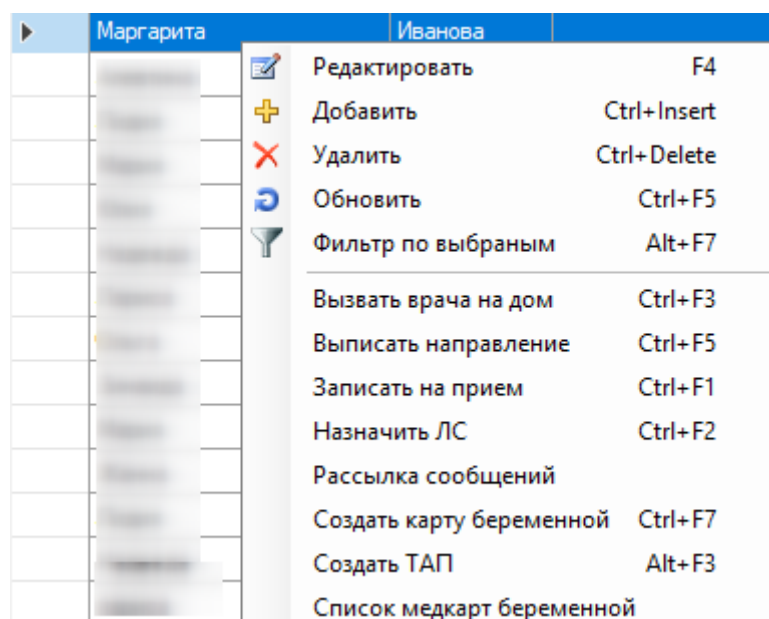 Маргарита Иванова
Редактировать F4
Добавить Ctrl+Insert
Удалить Ctrl+Delete
Обновить Ctrl+F5
Фильтр по выбраным Alt+F7
Вызвать врача на дом Ctrl+F3
Выписать направление Ctrl+F5
Записать на прием Ctrl+F1
Назначить ЛС Ctrl+F2
Рассылка сообщений
Создать карту беременной Ctrl+F7
Создать ТАП Alt+F3
Список медкарт беременной